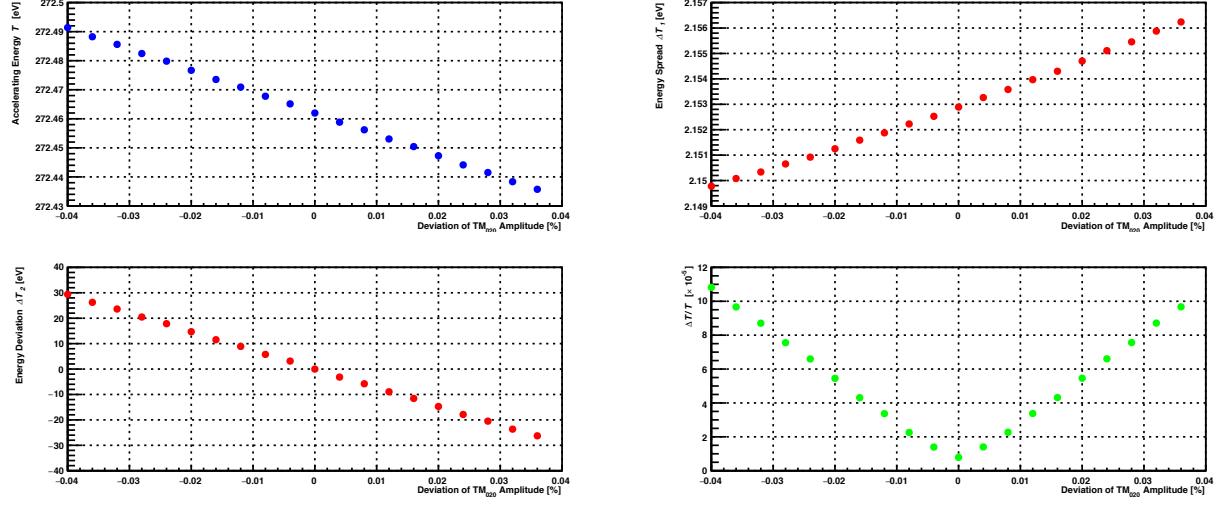 272.5
272.49
272.48
272.47
272.46
272.45
272.44
272.43
Accelerating Energy T [eV]
−0.04 −0.03 −0.02 −0.01 0 0.01 0.02 0.03 0.04
Deviation of TM₀₂₀ Amplitude [%]
2.157
2.156
2.155
2.154
2.153
2.152
2.151
2.15
2.149
Energy Spread ΔT₁ [eV]
−0.04 −0.03 −0.02 −0.01 0 0.01 0.02 0.03 0.04
Deviation of TM₀₂₀ Amplitude [%]
40
30
20
10
0
−10
−20
−30
−40
Energy Deviation ΔT₂ [eV]
−0.04 −0.03 −0.02 −0.01 0 0.01 0.02 0.03 0.04
Deviation of TM₀₂₀ Amplitude [%]
12
10
8
6
4
2
0
ΔT/T [× 10⁻⁵]
−0.04 −0.03 −0.02 −0.01 0 0.01 0.02 0.03 0.04
Deviation of TM₀₂₀ Amplitude [%]